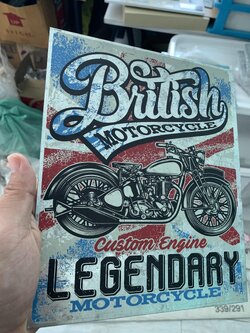 British
MOTORCYCLE
Custom Engine
LEGENDARY
MOTORCYCLE